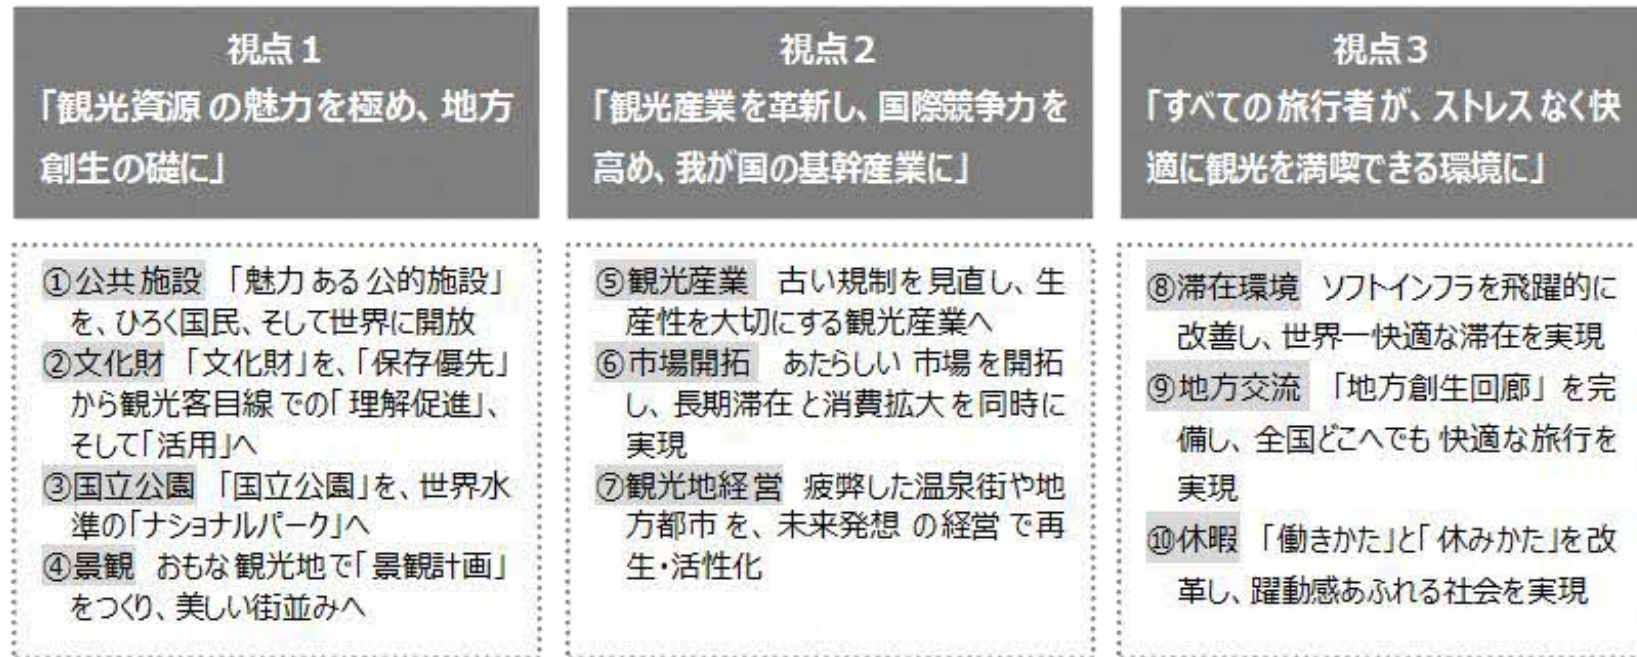 視点1
「観光資源の魅力を極め、地方
創生の礎に」
①公共施設 「魅力ある公的施設」
を、ひろく国民、そして世界に開放
②文化財 「文化財」を、「保存優先」
から観光客目線での「理解促進」、
そして「活用」へ
③国立公園 「国立公園」を、世界水
準の「ナショナルパーク」へ
④景観 おもな観光地で「景観計画」
をつくり、美しい街並みへ
視点2
「観光産業を革新し、国際競争力を
高め、我が国の基幹産業に」
⑤観光産業 古い規制を見直し、生
産性を大切にする観光産業へ
⑥市場開拓 あたらしい市場を開拓
し、長期滞在と消費拡大を同時に
実現
⑦観光地経営 疲弊した温泉街や地
方都市を、未来発想の経営で再
生・活性化
視点3
「すべての旅行者が、ストレスなく快
適に観光を満喫できる環境に」
⑧滞在環境 ソフトインフラを飛躍的に
改善し、世界一快適な滞在を実現
⑨地方交流 「地方創生回廊」を完
備し、全国どこへでも快適な旅行を
実現
⑩休暇 「働きかた」と「休みかた」を改
革し、躍動感あふれる社会を実現